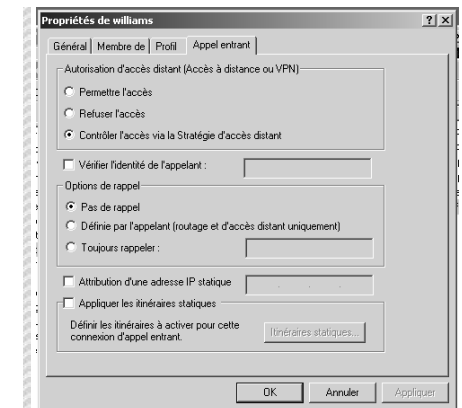 Propriétés de williams
Général Membre de Profil Appel entrant
Autorisation d'accès distant (Accès à distance ou VPN)
Permettre l'accès
Refuser l'accès
Contrôler l'accès via la Stratégie d'accès distant
Vérifier l'identité de l'appelant :
Options de rappel
Pas de rappel
Définie par l'appelant (routage et d'accès distant uniquement)
Toujours rappeler :
Attribution d'une adresse IP statique
Appliquer les itinéraires statiques
Définir les itinéraires à activer pour cette
connexion d'appel entrant.
Itinéraires statiques...
OK Annuler Appliquer